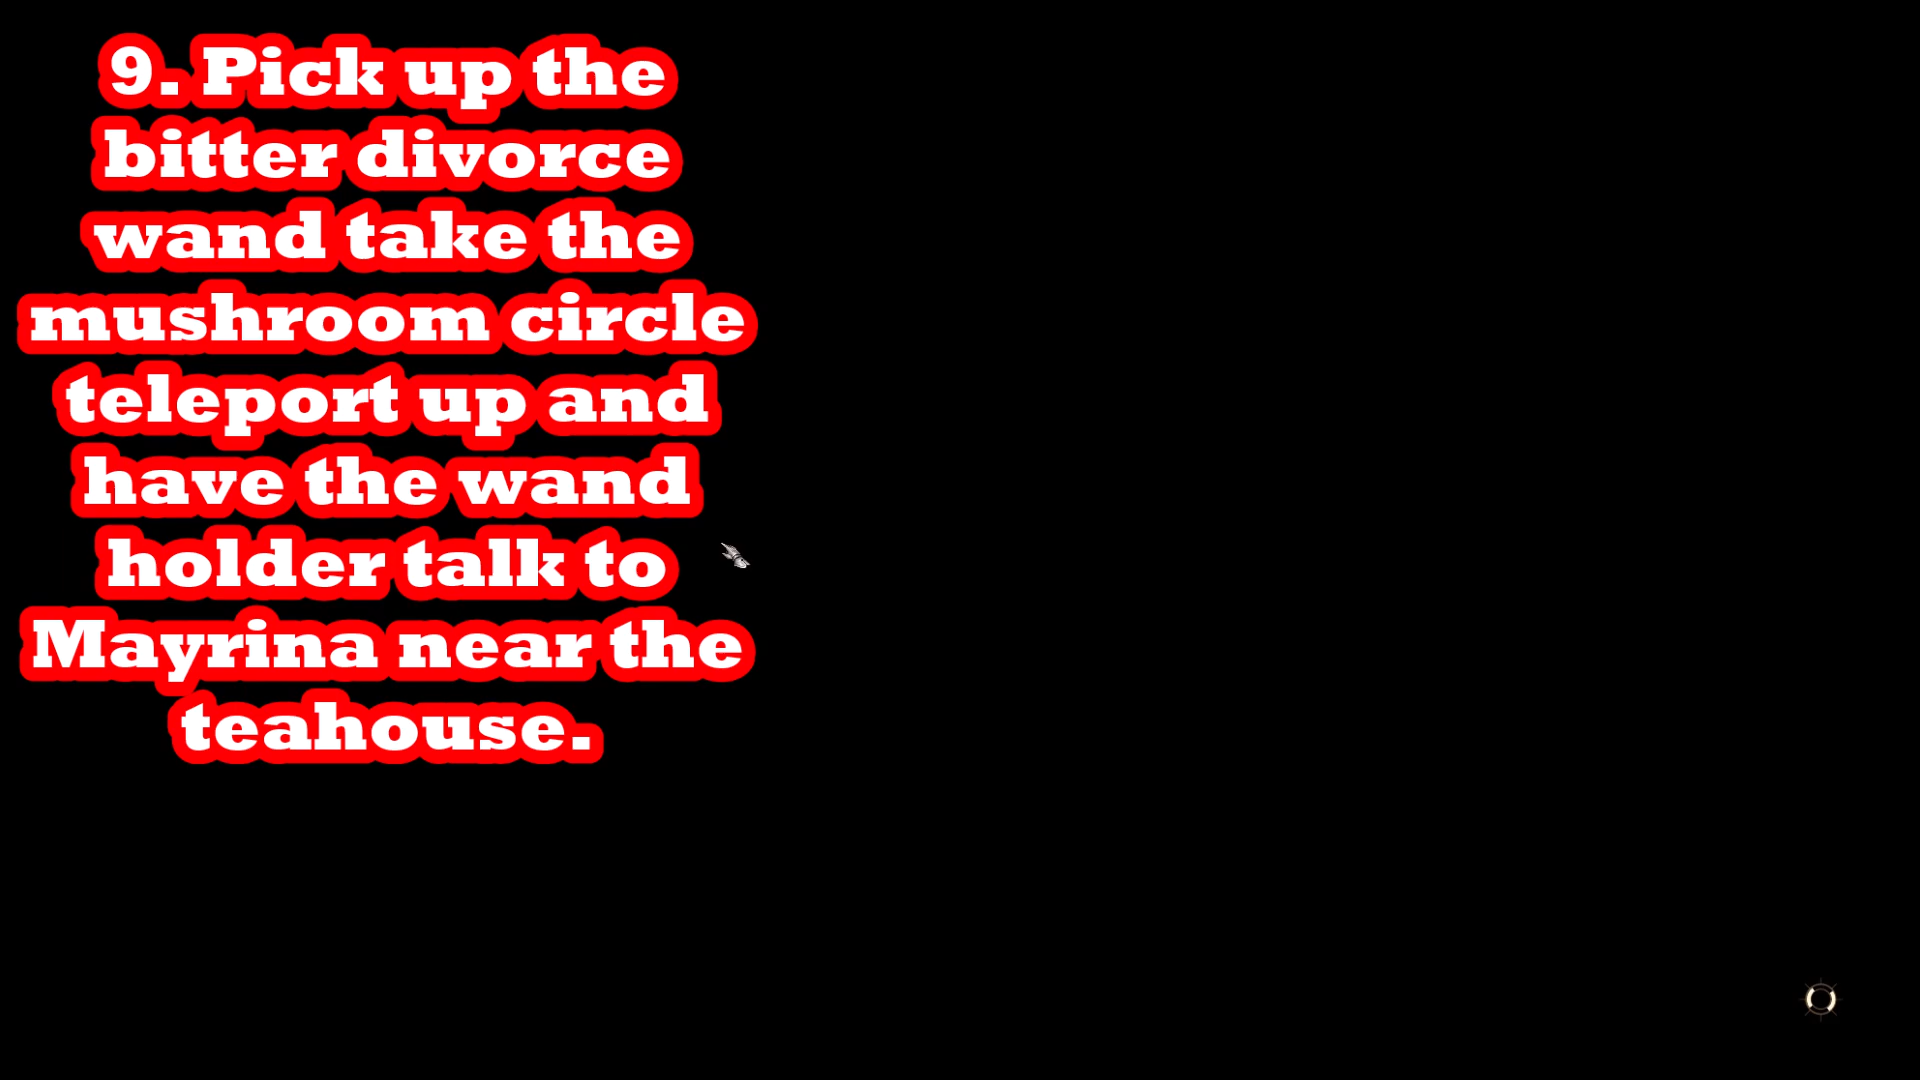 9. Pick up the
bitter divorce
wand take the
mushroom circle
teleport up and
have the wand
holder talk to
Mayrina near the
teahouse.